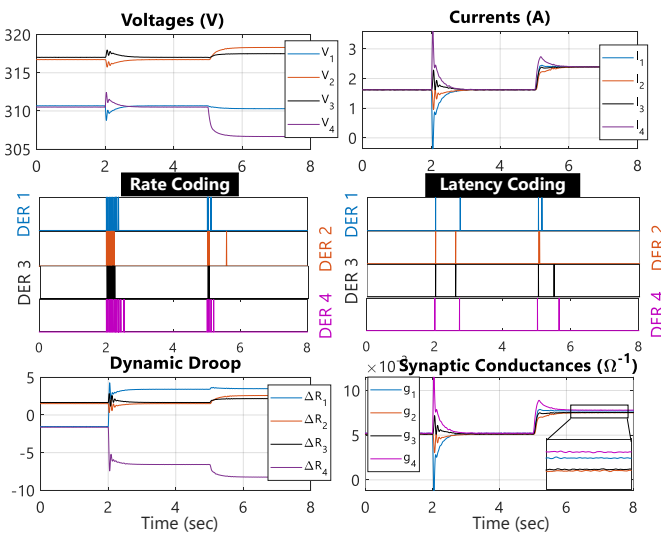 Voltages (V)
320
315
310
305
0 2 4 6 8
V1
V2
V3
V4
Currents (A)
3
2
1
0
0 2 4 6 8
I1
I2
I3
I4
Rate Coding
DER 1
DER 2
DER 3
DER 4
0 2 4 6 8
Latency Coding
DER 1
DER 2
DER 3
DER 4
0 2 4 6 8
Dynamic Droop
5
0
-5
-10
0 2 4 6 8
ΔR1
ΔR2
ΔR3
ΔR4
Time (sec)
Synaptic Conductances (Ω⁻¹)
10
5
0
0 2 4 6 8
g1
g2
g3
g4
Time (sec)